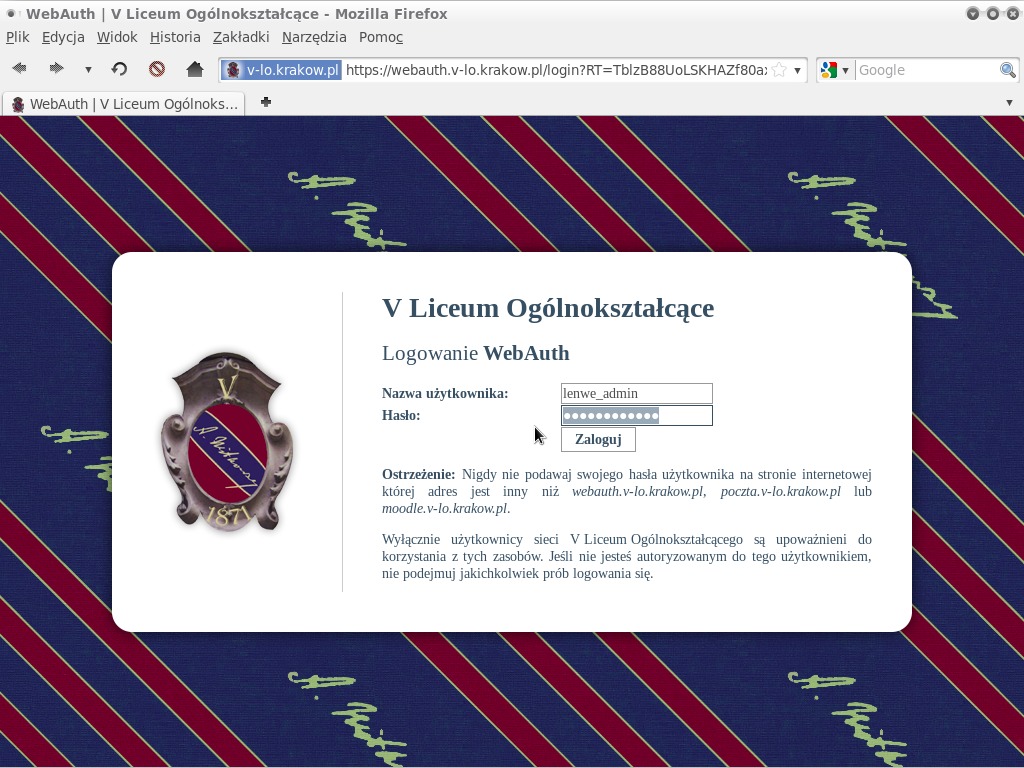 WebAuth | V Liceum Ogólnokształcące - Mozilla Firefox
Plik Edycja Widok Historia Zakładki Narzędzia Pomoc
v-lo.krakow.pl https://webauth.v-lo.krakow.pl/login?RT=TblzB88UoLSKHAZf80a Google
WebAuth | V Liceum Ogólnoks...
V Liceum Ogólnokształcące
Logowanie WebAuth
Nazwa użytkownika: lenwe_admin
Hasło: ●●●●●●●●●●●●
Zaloguj
Ostrzeżenie: Nigdy nie podawaj swojego hasła użytkownika na stronie internetowej
której adres jest inny niż webauth.v-lo.krakow.pl, poczta.v-lo.krakow.pl lub
moodle.v-lo.krakow.pl.
Wyłącznie użytkownicy sieci V Liceum Ogólnokształcącego są upoważnieni do
korzystania z tych zasobów. Jeśli nie jesteś autoryzowanym do tego użytkownikiem,
nie podejmuj jakichkolwiek prób logowania się.
V
1871